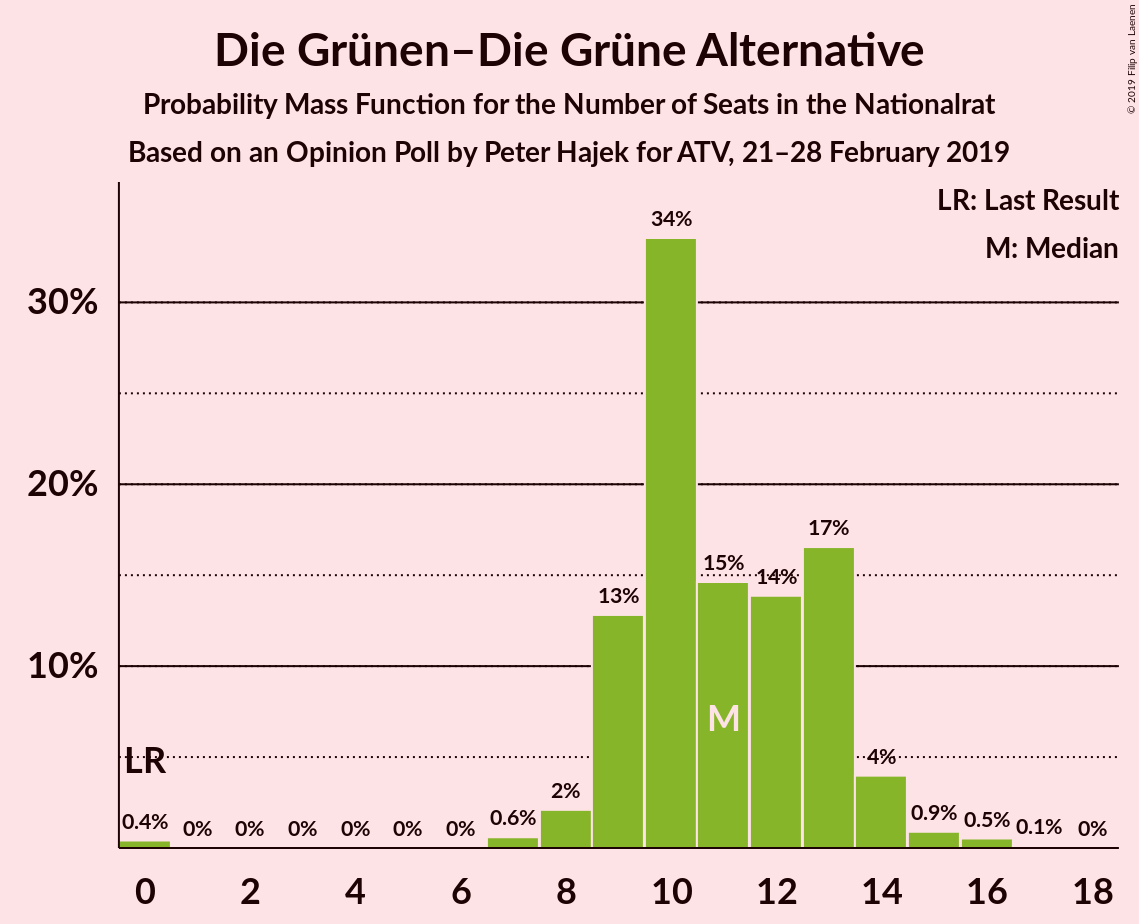 Die Grünen–Die Grüne Alternative
Probability Mass Function for the Number of Seats in the Nationalrat
Based on an Opinion Poll by Peter Hajek for ATV, 21–28 February 2019
© 2019 Filip van Laenen
LR: Last Result
M: Median
34%
30%
20%
17%
15%
14%
13%
10%
M
LR
4%
2%
0.4% 0% 0% 0% 0% 0% 0% 0.6% 0.9% 0.5% 0.1% 0%
0 2 4 6 8 10 12 14 16 18